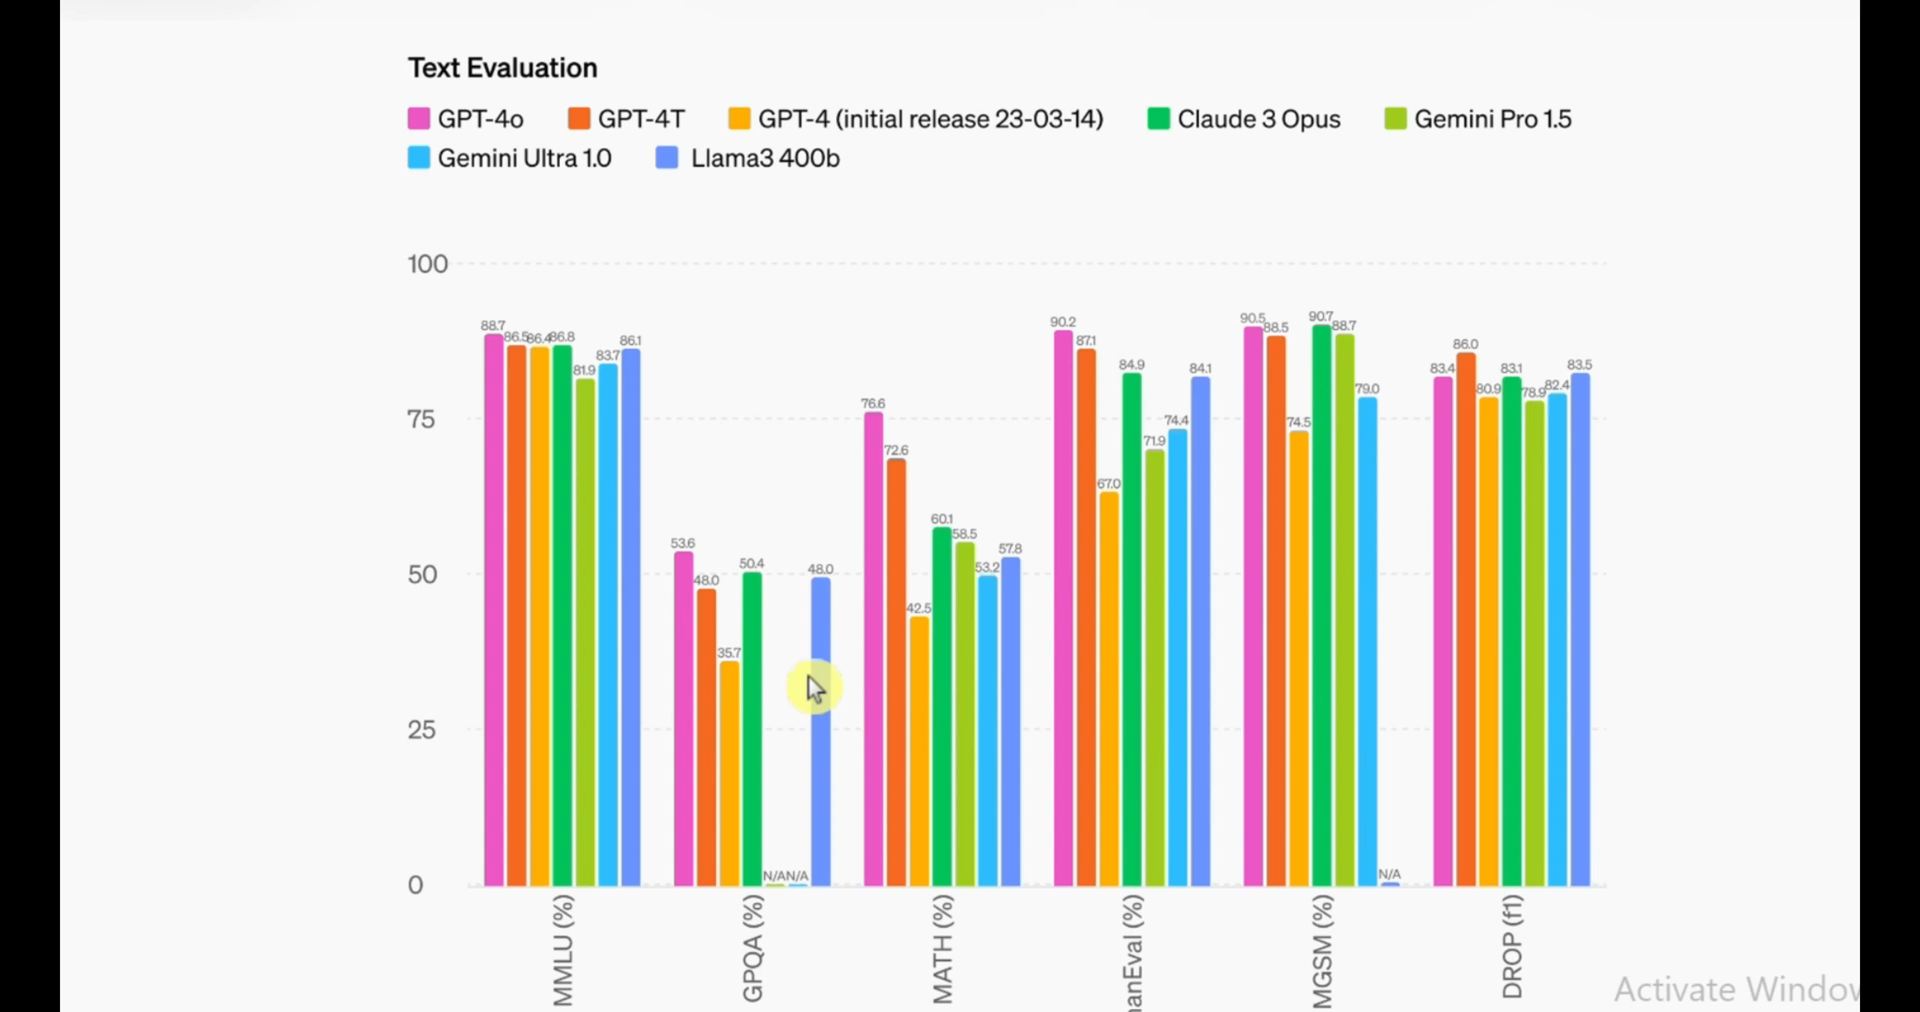 Text Evaluation
GPT-4o GPT-4T GPT-4 (initial release 23-03-14) Claude 3 Opus Gemini Pro 1.5
Gemini Ultra 1.0 Llama3 400b
100
75
50
25
0
88.7 86.5 86.4 86.8 81.9 83.7 86.1
53.6 48.0 35.7 50.4 N/A N/A 48.0
76.6 72.6 42.5 60.1 58.5 53.2 57.8
90.2 87.1 67.0 84.9 71.9 74.4 84.1
90.5 88.5 74.5 90.7 88.7 79.0 N/A
83.4 86.0 80.9 83.1 78.9 82.4 83.5
MMLU (%)
GPQA (%)
MATH (%)
anEval (%)
MGSM (%)
DROP (f1)
Activate Window